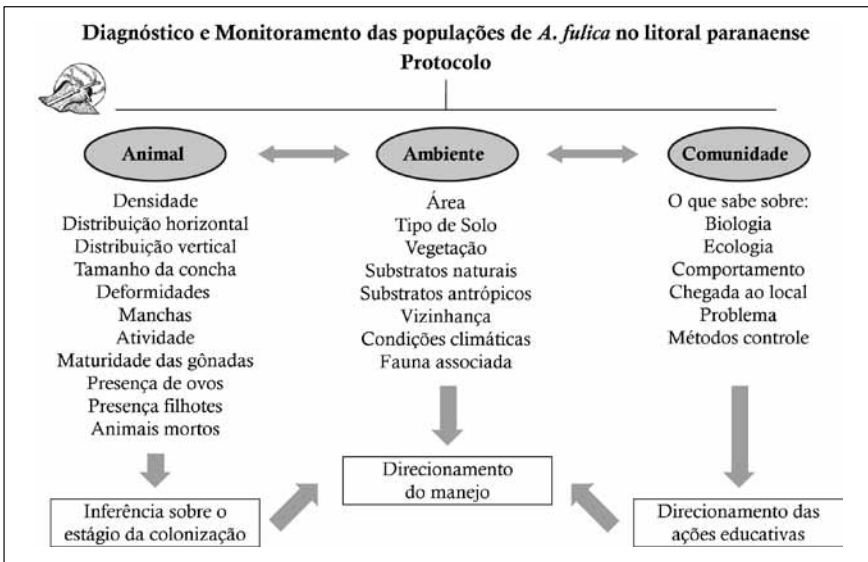 Diagnóstico e Monitoramento das populações de A. fulica no litoral paranaense
Protocolo
Animal
Densidade
Distribuição horizontal
Distribuição vertical
Tamanho da concha
Deformidades
Manchas
Atividade
Maturidade das gônadas
Presença de ovos
Presença filhotes
Animais mortos
Inferência sobre o
estágio da colonização
Ambiente
Área
Tipo de Solo
Vegetação
Substratos naturais
Substratos antrópicos
Vizinhança
Condições climáticas
Fauna associada
Direcionamento
do manejo
Comunidade
O que sabe sobre:
Biologia
Ecologia
Comportamento
Chegada ao local
Problema
Métodos controle
Direcionamento das
ações educativas